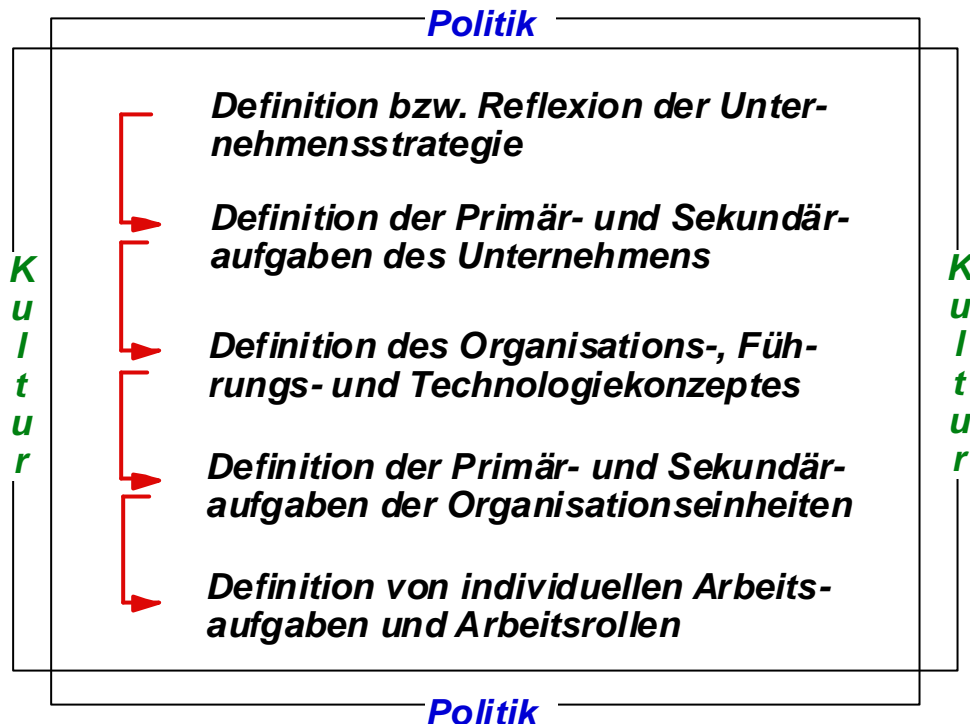 Politik
Definition bzw. Reflexion der Unter-
nehmensstrategie
Definition der Primär- und Sekundär-
aufgaben des Unternehmens
Definition des Organisations-, Füh-
rungs- und Technologiekonzeptes
Definition der Primär- und Sekundär-
aufgaben der Organisationseinheiten
Definition von individuellen Arbeits-
aufgaben und Arbeitsrollen
Kultur
Kultur
Politik